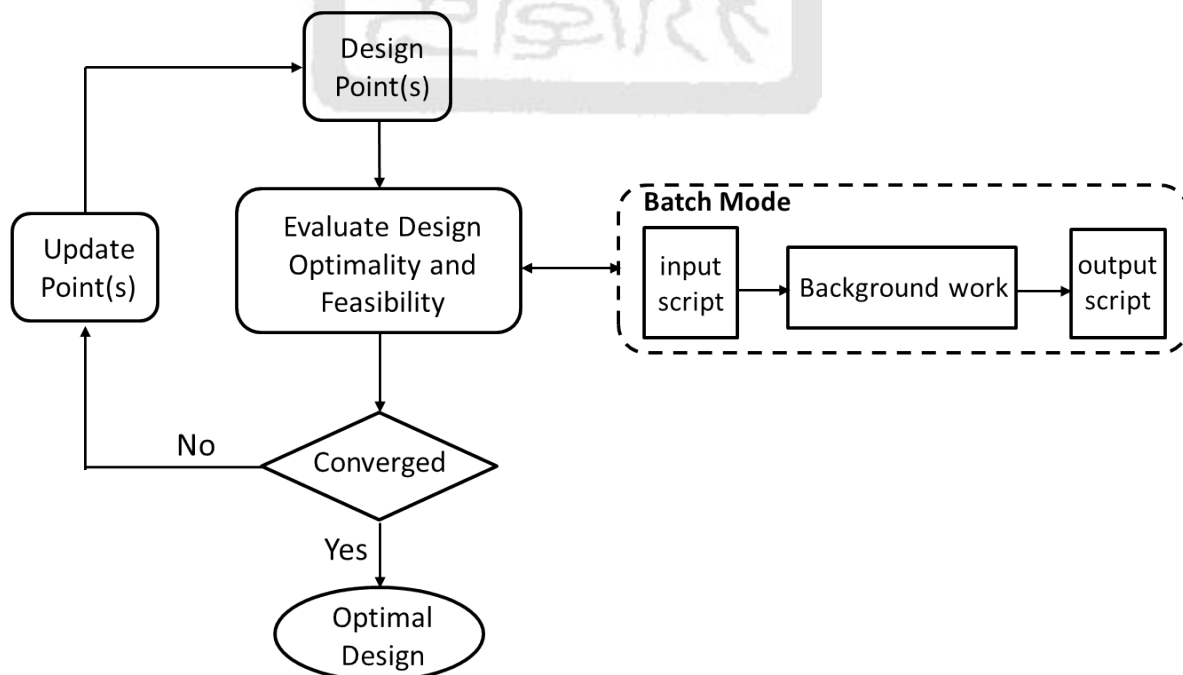 Design
Point(s)
Evaluate Design
Optimality and
Feasibility
Batch Mode
input
script
Background work
output
script
Update
Point(s)
Converged
No
Yes
Optimal
Design